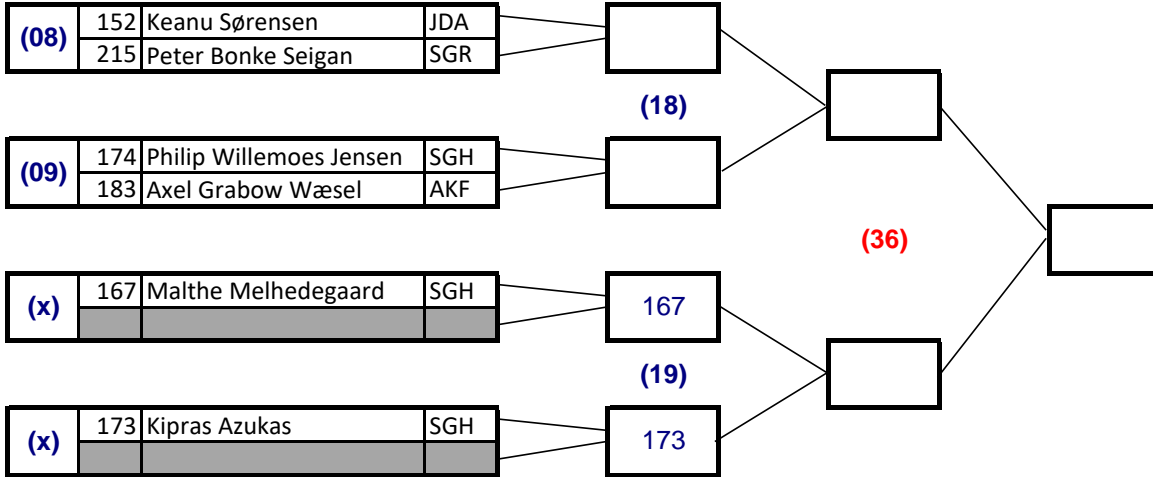 (08) 152 Keanu Sørensen JDA
215 Peter Bonke Seigan SGR
(18)
(09) 174 Philip Willemoes Jensen SGH
183 Axel Grabow Wæsel AKF
(36)
(x) 167 Malthe Melhedegaard SGH
167
(19)
(x) 173 Kipras Azukas SGH
173